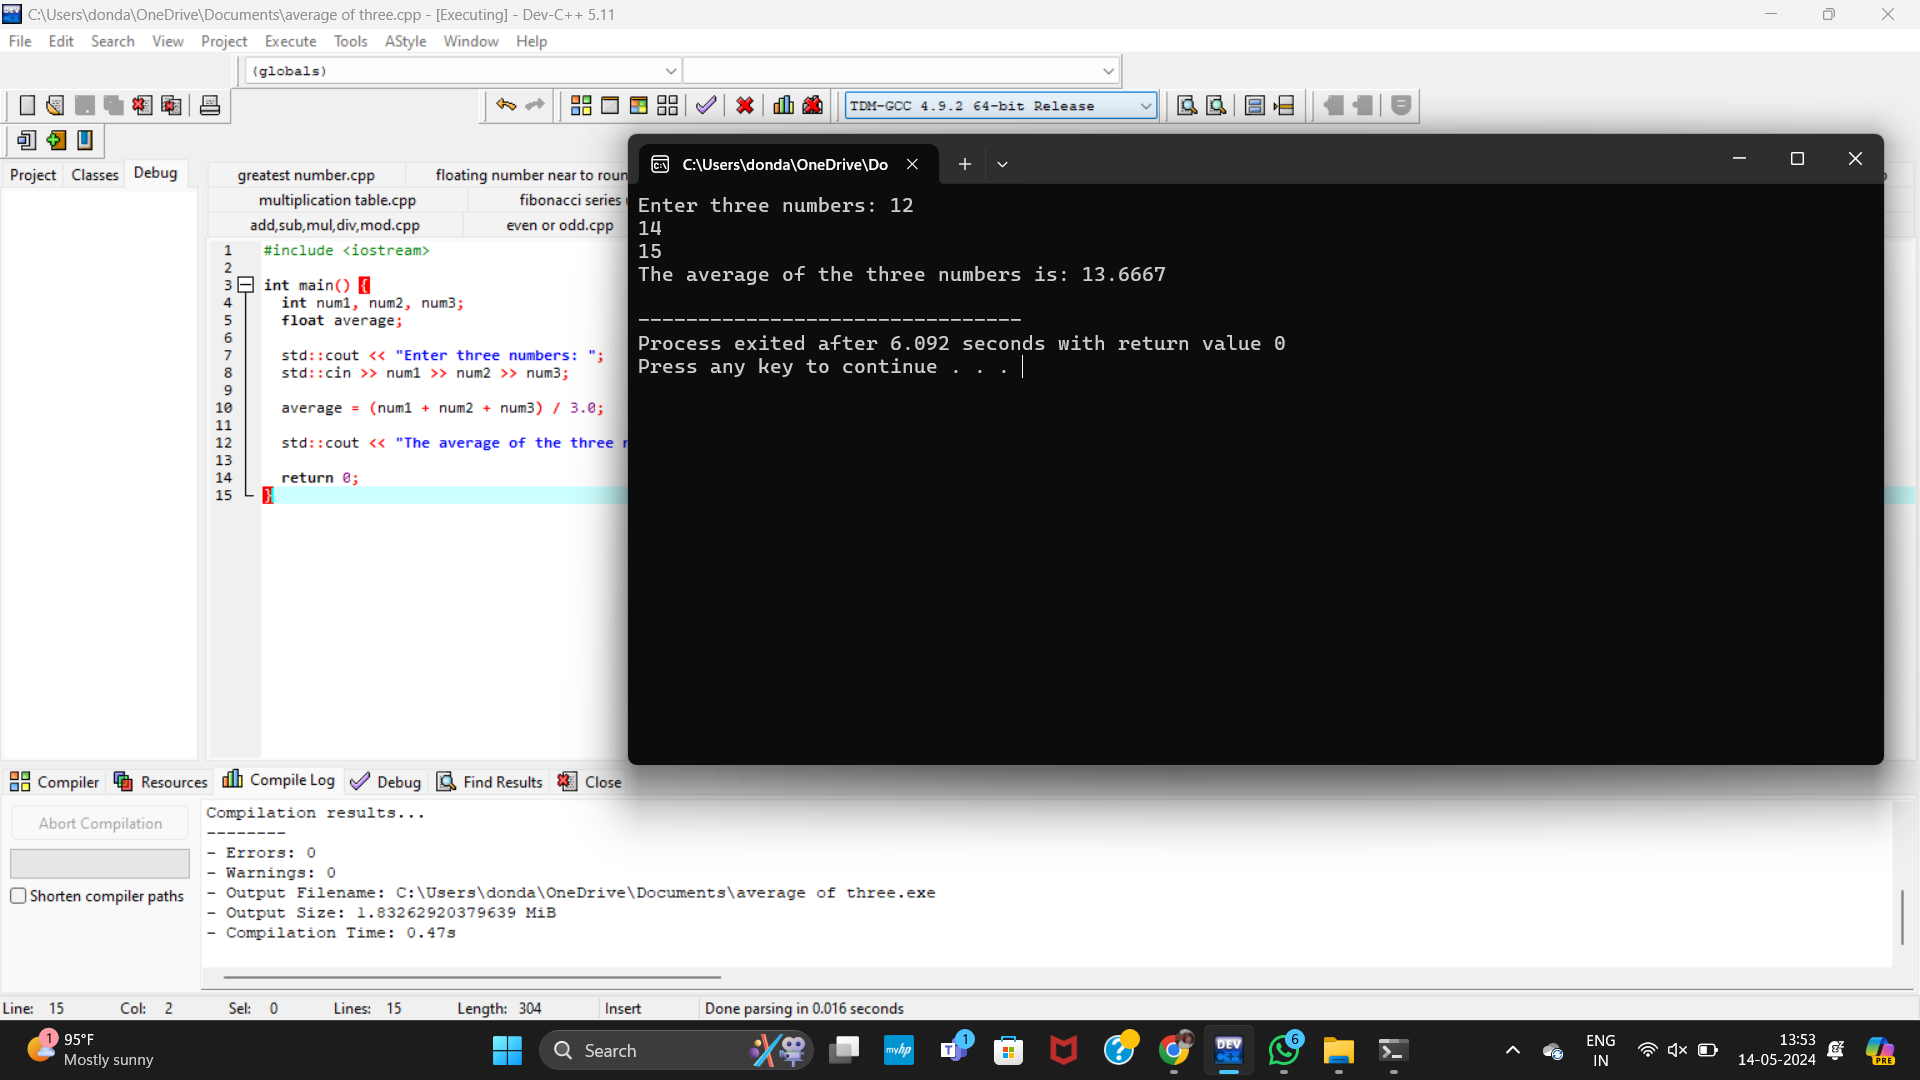 C:\Users\donda\OneDrive\Documents\average of three.cpp - [Executing] - Dev-C++ 5.11
File Edit Search View Project Execute Tools AStyle Window Help
(globals)
TDM-GCC 4.9.2 64-bit Release
Project Classes Debug
greatest number.cpp floating number near to roun
multiplication table.cpp fibonacci series
add,sub,mul,div,mod.cpp even or odd.cpp
1 #include <iostream>
2
3 int main() {
4 int num1, num2, num3;
5 float average;
6
7 std::cout << "Enter three numbers: ";
8 std::cin >> num1 >> num2 >> num3;
9
10 average = (num1 + num2 + num3) / 3.0;
11
12 std::cout << "The average of the three
13
14 return 0;
15 }
C:\Users\donda\OneDrive\Do
Enter three numbers: 12
14
15
The average of the three numbers is: 13.6667
--------------------------------
Process exited after 6.092 seconds with return value 0
Press any key to continue . . .
Compiler Resources Compile Log Debug Find Results Close
Abort Compilation
Shorten compiler paths
Compilation results...
--------
- Errors: 0
- Warnings: 0
- Output Filename: C:\Users\donda\OneDrive\Documents\average of three.exe
- Output Size: 1.83262920379639 MiB
- Compilation Time: 0.47s
Line: 15 Col: 2 Sel: 0 Lines: 15 Length: 304 Insert Done parsing in 0.016 seconds
1
95°F
Mostly sunny
Search
myhp
1
DEV
C++
6
ENG
IN
13:53
14-05-2024
PRE